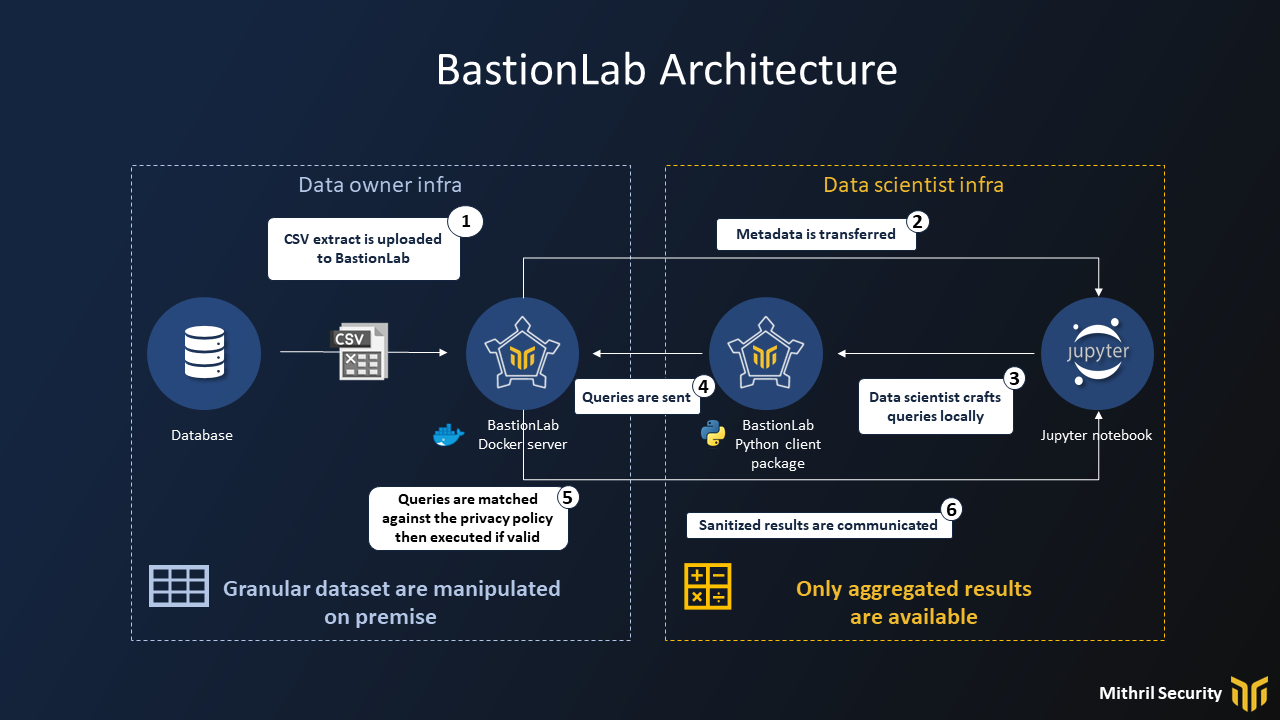 BastionLab Architecture
Data owner infra
1
CSV extract is uploaded
to BastionLab
CSV
Database
BastionLab
Docker server
5
Queries are matched
against the privacy policy
then executed if valid
Granular dataset are manipulated
on premise
Data scientist infra
2
Metadata is transferred
jupyter
3
Data scientist crafts
queries locally
4
Queries are sent
BastionLab
Python client
package
Jupyter notebook
6
Sanitized results are communicated
Only aggregated results
are available
Mithril Security